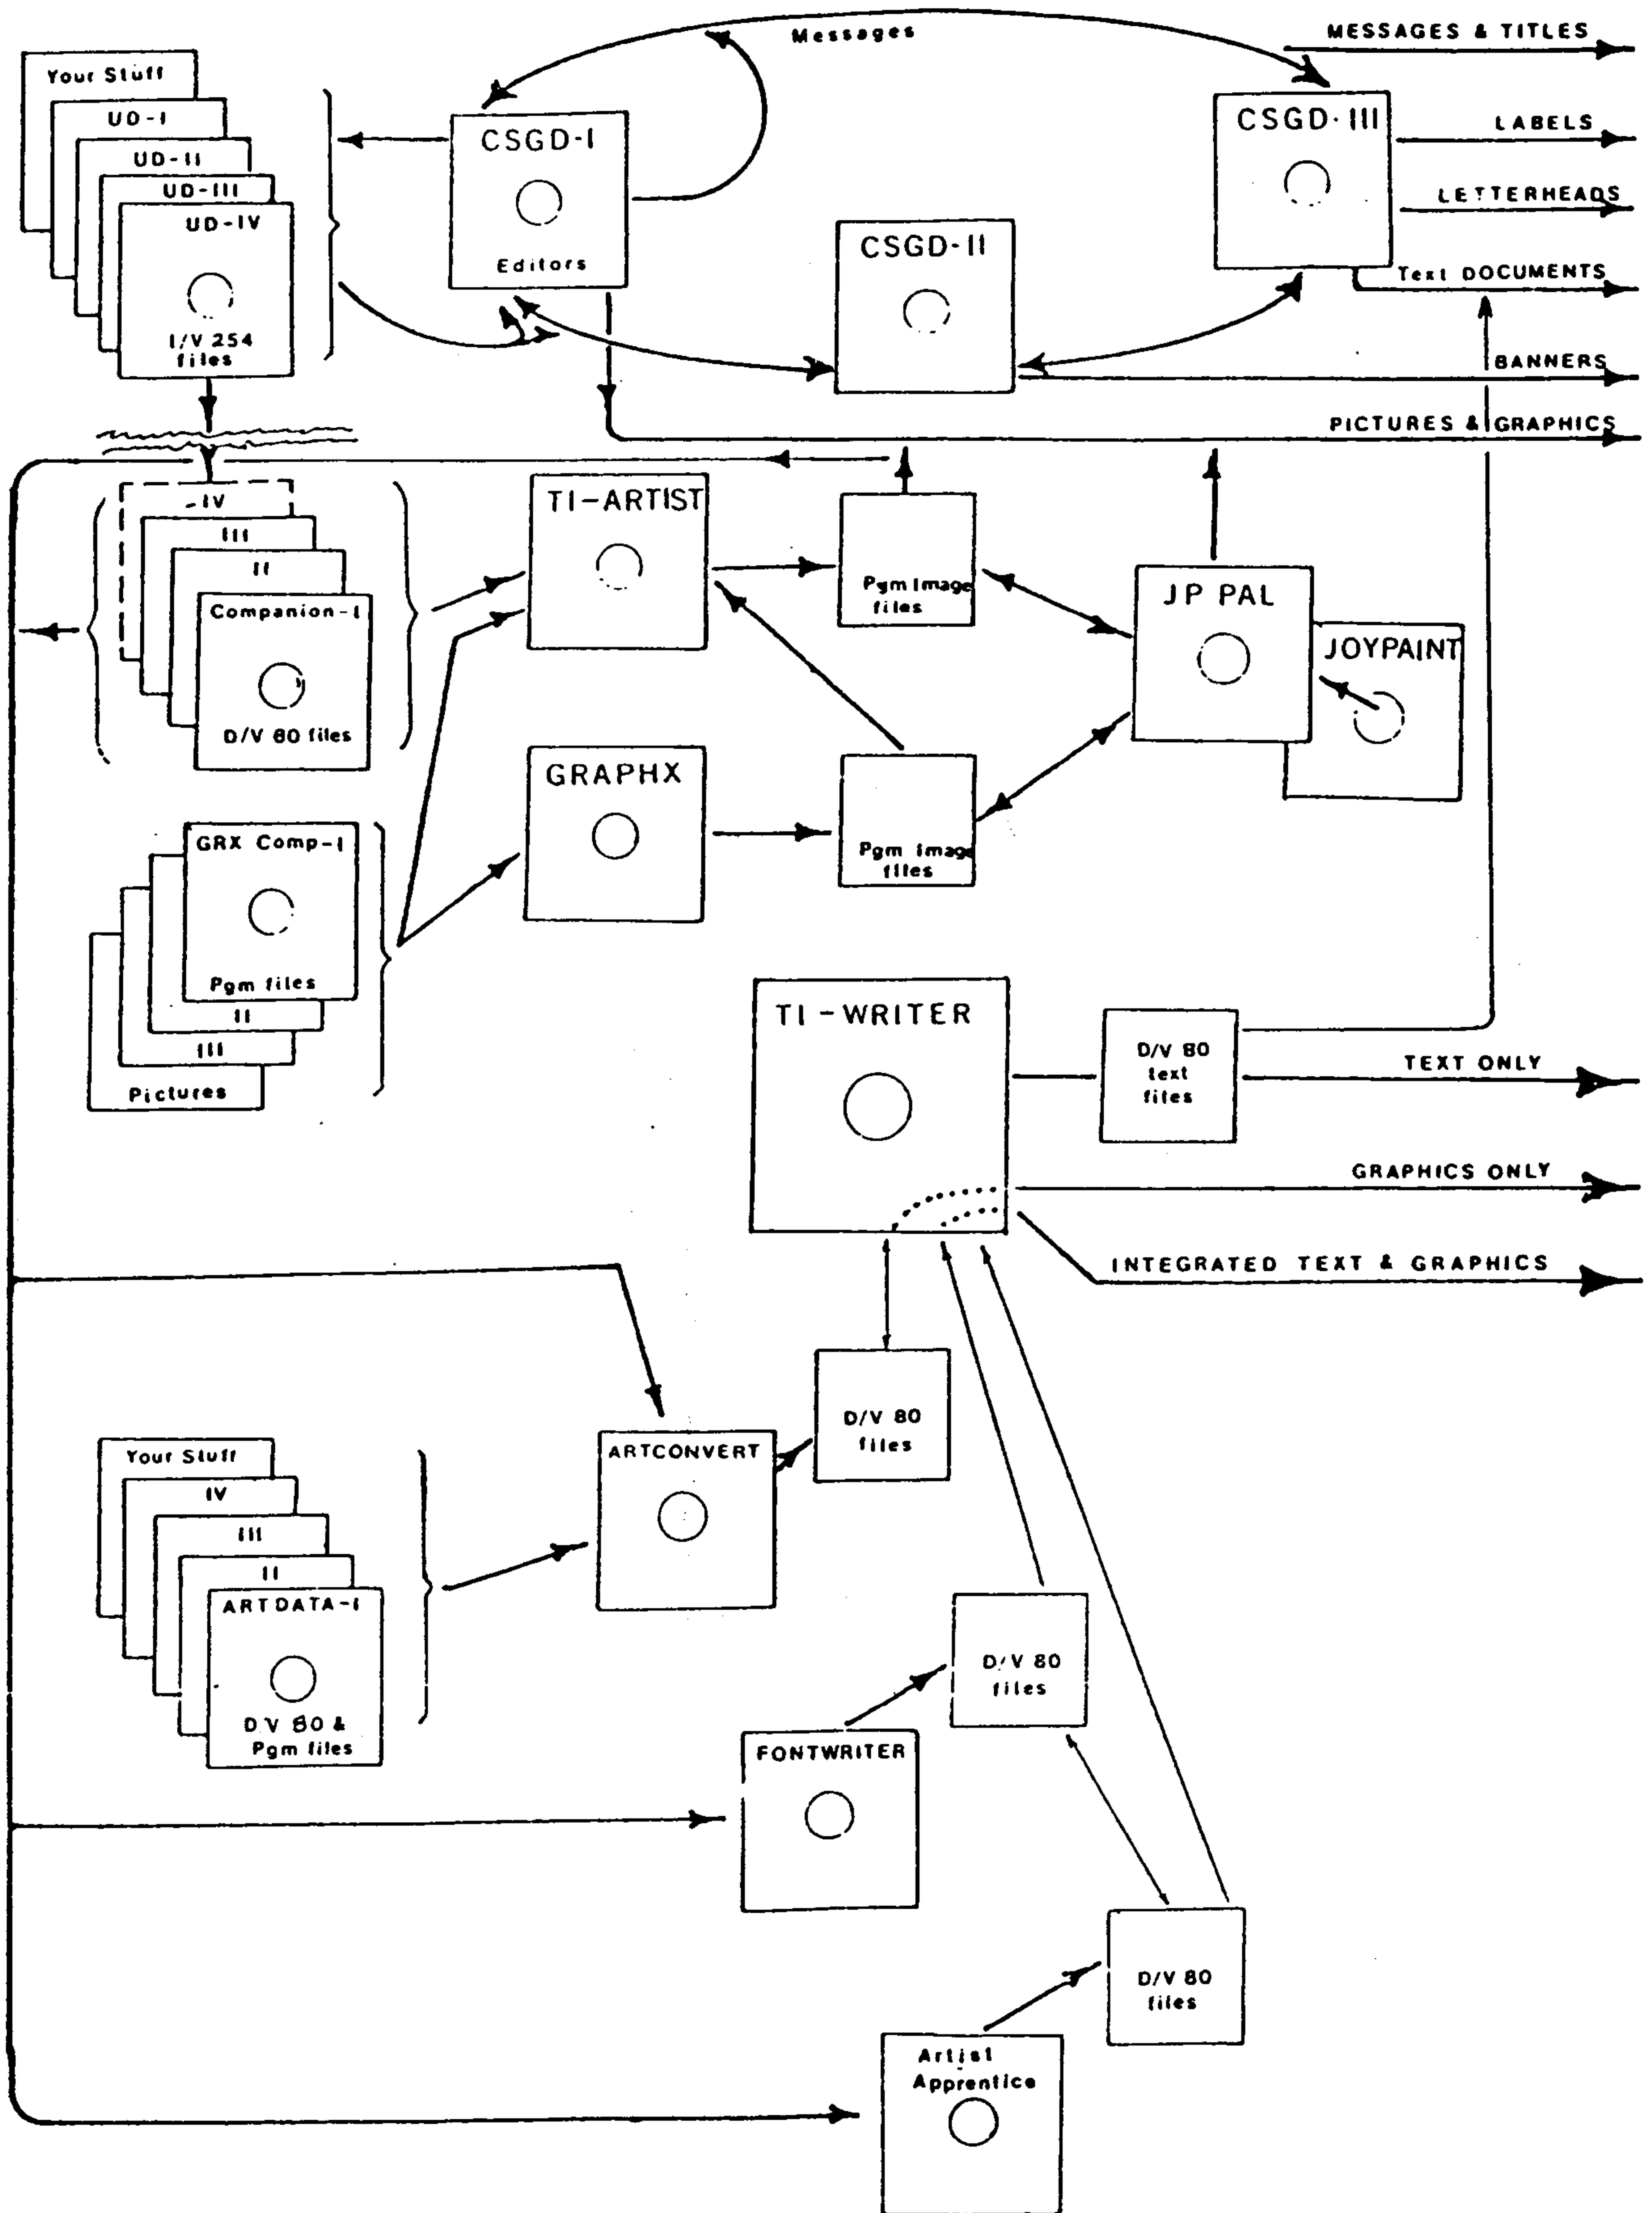 Messages
MESSAGES & TITLES
Your Stuff
UD-I
UD-II
UD-III
UD-IV
I/V 254
files
CSGD-I
Editors
CSGD-II
CSGD-III
LABELS
LETTERHEADS
Text DOCUMENTS
BANNERS
PICTURES & GRAPHICS
-IV
III
II
Companion-I
D/V 80 files
TI-ARTIST
Pgm Image
files
JP PAL
JOYPAINT
GRAPHX
Pgm Image
files
GRX Comp-I
Pgm files
II
III
Pictures
TI-WRITER
D/V 80
text
files
TEXT ONLY
GRAPHICS ONLY
INTEGRATED TEXT & GRAPHICS
D/V 80
files
ARTCONVERT
Your Stuff
IV
III
II
ARTDATA-I
D/V 80 &
Pgm files
D/V 80
files
FONTWRITER
D/V 80
files
Artist
Apprentice